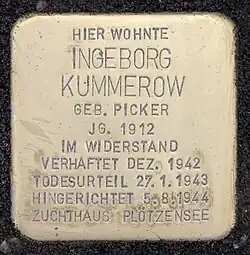 HIER WOHNTE
INGEBORG
KUMMEROW
GEB. PICKER
JG. 1912
IM WIDERSTAND
VERHAFTET DEZ. 1942
TODESURTEIL 27.1.1943
HINGERICHTET 5.8.1944
ZUCHTHAUS PLÖTZENSEE